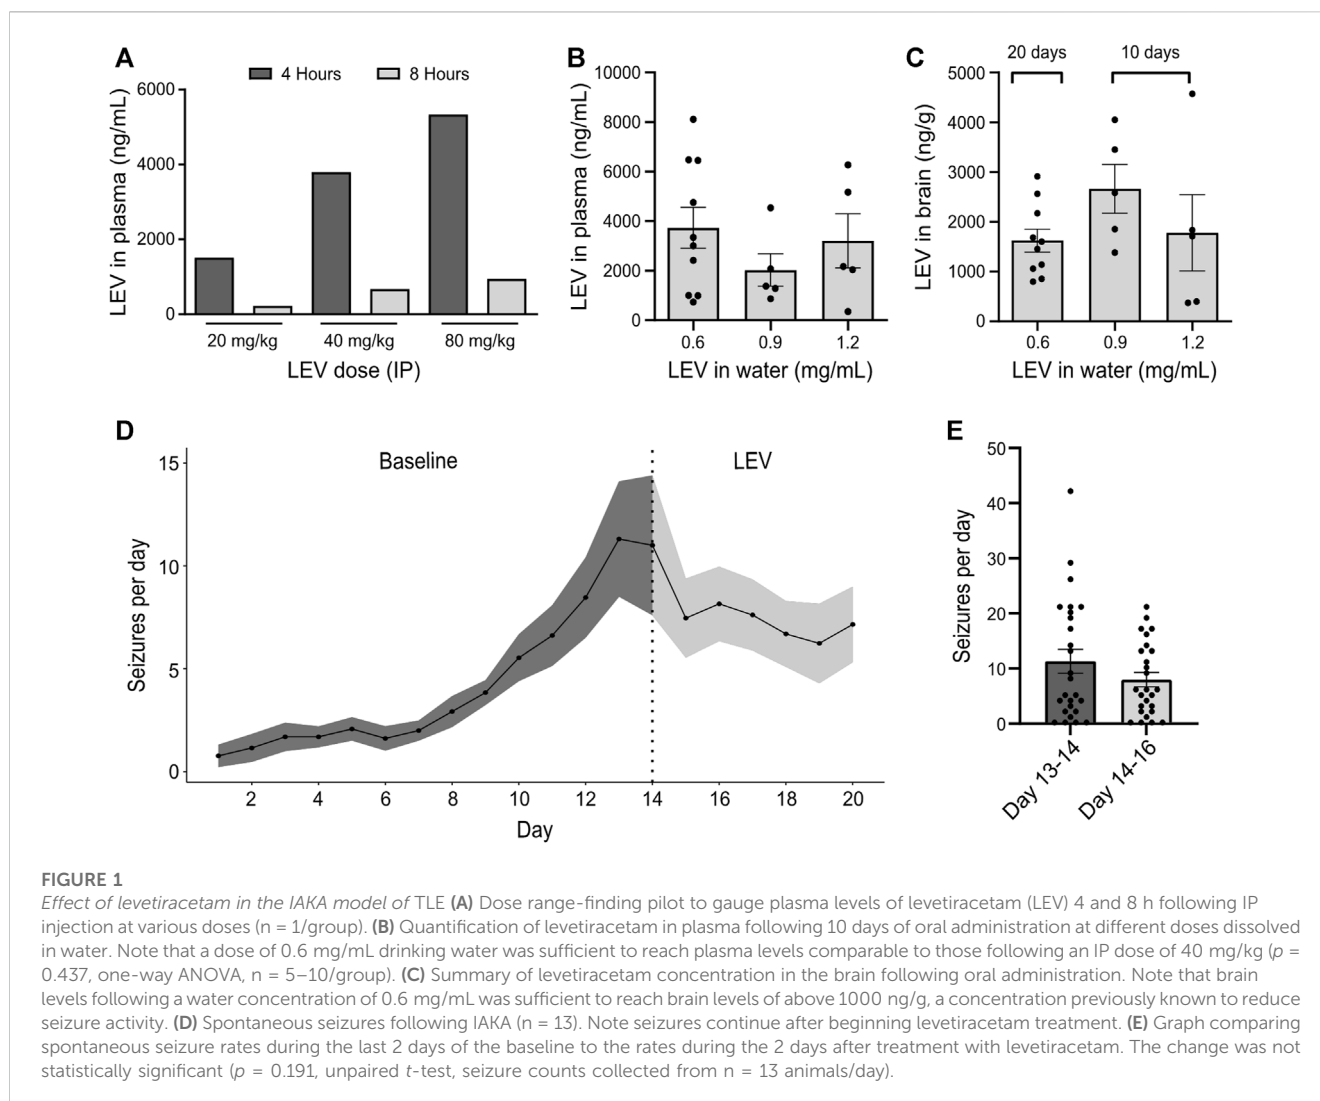 A
4 Hours
8 Hours
LEV in plasma (ng/mL)
6000
4000
2000
0
20 mg/kg
40 mg/kg
80 mg/kg
LEV dose (IP)
B
LEV in plasma (ng/mL)
10000
8000
6000
4000
2000
0
0.6
0.9
1.2
LEV in water (mg/mL)
C
20 days
10 days
LEV in brain (ng/g)
5000
4000
3000
2000
1000
0
0.6
0.9
1.2
LEV in water (mg/mL)
D
Baseline
LEV
Seizures per day
15
10
5
0
2
4
6
8
10
12
14
16
18
20
Day
E
Seizures per day
50
40
30
20
10
0
Day 13-14
Day 14-16
FIGURE 1
Effect of levetiracetam in the IAKA model of TLE (A) Dose range-finding pilot to gauge plasma levels of levetiracetam (LEV) 4 and 8 h following IP
injection at various doses (n = 1/group). (B) Quantification of levetiracetam in plasma following 10 days of oral administration at different doses dissolved
in water. Note that a dose of 0.6 mg/mL drinking water was sufficient to reach plasma levels comparable to those following an IP dose of 40 mg/kg (p =
0.437, one-way ANOVA, n = 5–10/group). (C) Summary of levetiracetam concentration in the brain following oral administration. Note that brain
levels following a water concentration of 0.6 mg/mL was sufficient to reach brain levels of above 1000 ng/g, a concentration previously known to reduce
seizure activity. (D) Spontaneous seizures following IAKA (n = 13). Note seizures continue after beginning levetiracetam treatment. (E) Graph comparing
spontaneous seizure rates during the last 2 days of the baseline to the rates during the 2 days after treatment with levetiracetam. The change was not
statistically significant (p = 0.191, unpaired t-test, seizure counts collected from n = 13 animals/day).